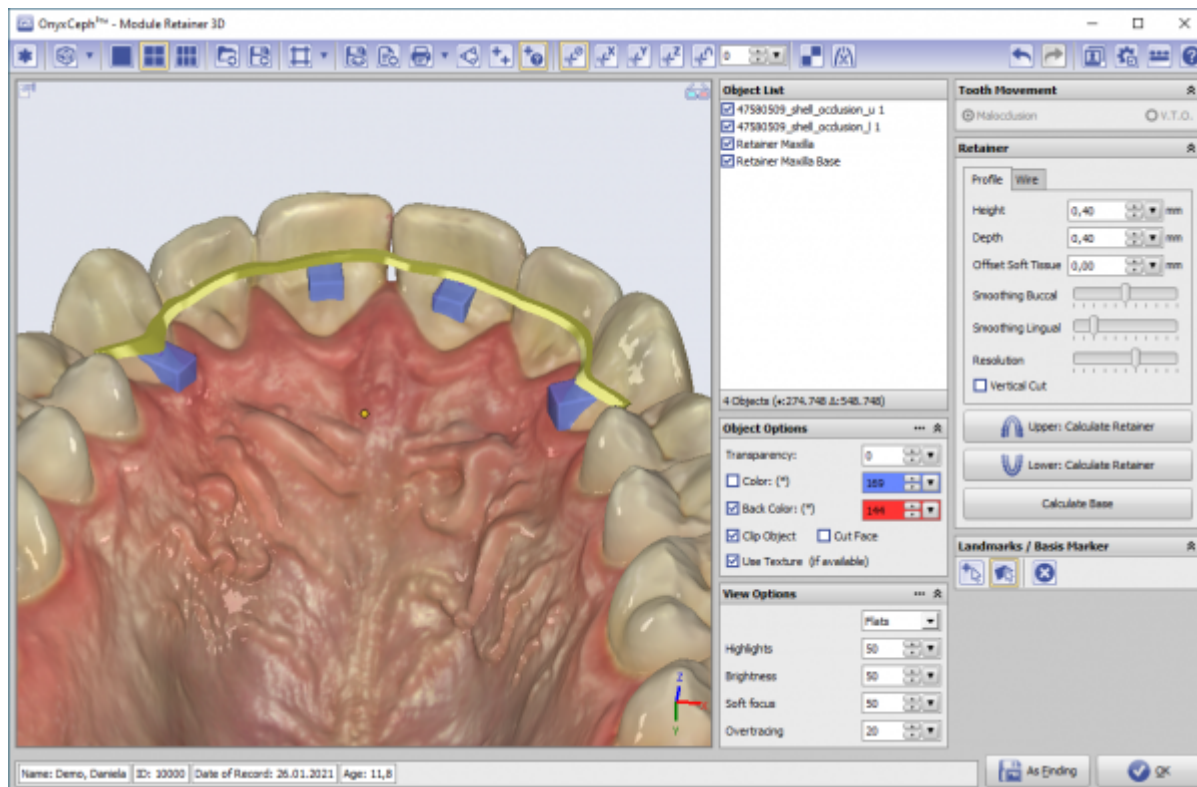 OnyxCeph³™ - Module Retainer 3D
0
Object List
47580509_shell_occlusion_u 1
47580509_shell_occlusion_l 1
Retainer Maxilla
Retainer Maxilla Base
4 Objects (♦:274.748 Δ:548.748)
Object Options
Transparency: 0
Color: (*) 169
Back Color: (*) 144
Clip Object Cut Face
Use Texture (if available)
View Options
Flats
Highlights 50
Brightness 50
Soft focus 50
Overtracing 20
Tooth Movement
Malocclusion V.T.O.
Retainer
Profile Wire
Height 0,40 mm
Depth 0,40 mm
Offset Soft Tissue 0,00 mm
Smoothing Buccal
Smoothing Lingual
Resolution
Vertical Cut
Upper: Calculate Retainer
Lower: Calculate Retainer
Calculate Base
Landmarks / Basis Marker
Z
X
Y
Name: Demo, Daniela ID: 10000 Date of Record: 26.01.2021 Age: 11,8
As Finding OK